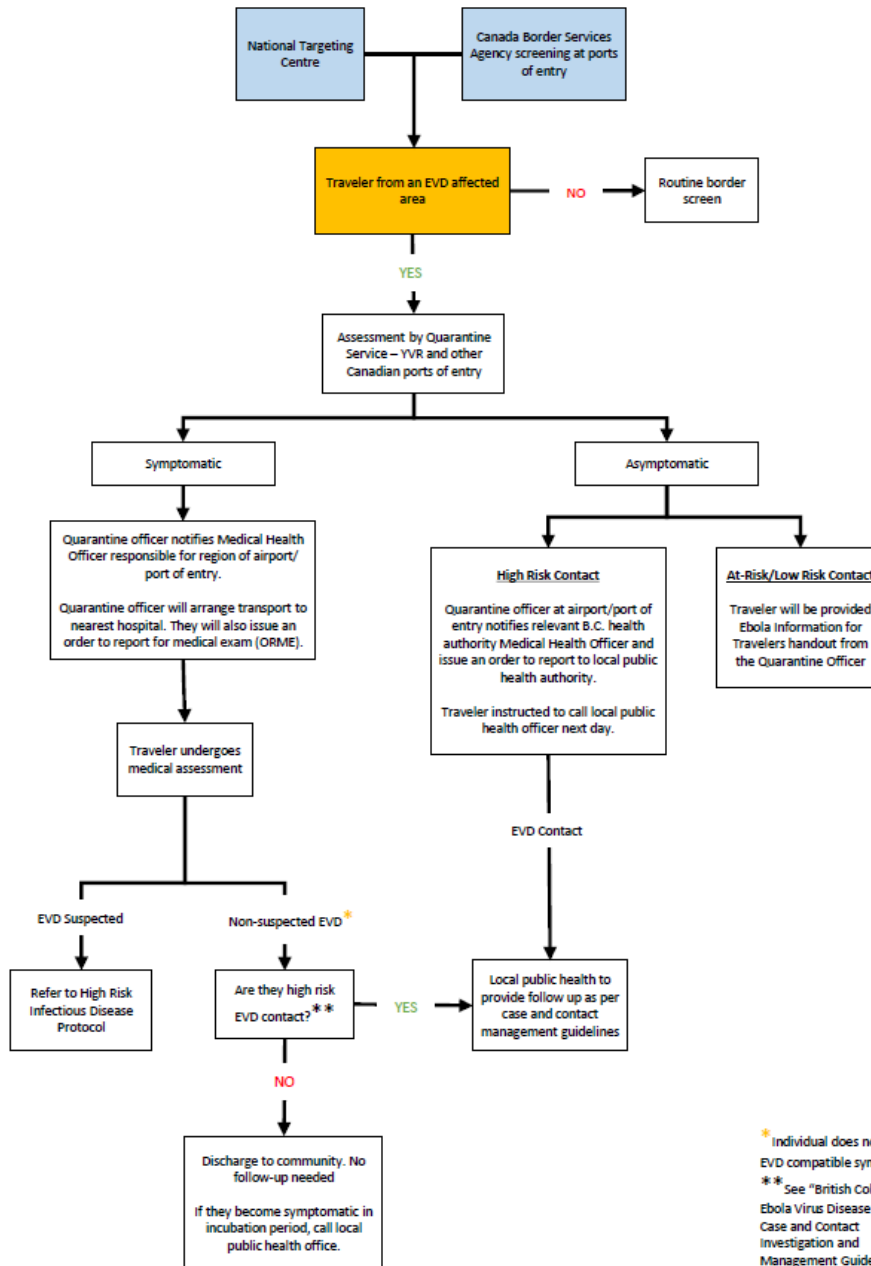 National Targeting
Centre
Canada Border Services
Agency screening at ports
of entry
Traveler from an EVD affected
area
NO
Routine border
screen
YES
Assessment by Quarantine
Service – YVR and other
Canadian ports of entry
Symptomatic
Asymptomatic
Quarantine officer notifies Medical Health
Officer responsible for region of airport/
port of entry.
Quarantine officer will arrange transport to
nearest hospital. They will also issue an
order to report for medical exam (ORME).
High Risk Contact
Quarantine officer at airport/port of
entry notifies relevant B.C. health
authority Medical Health Officer and
issue an order to report to local public
health authority.
Traveler instructed to call local public
health officer next day.
At-Risk/Low Risk Contact
Traveler will be provided
Ebola Information for
Travelers handout from
the Quarantine Officer
Traveler undergoes
medical assessment
EVD Contact
EVD Suspected
Non-suspected EVD*
Refer to High Risk
Infectious Disease
Protocol
Are they high risk
EVD contact?**
YES
Local public health to
provide follow up as per
case and contact
management guidelines
NO
Discharge to community. No
follow-up needed
If they become symptomatic in
incubation period, call local
public health office.
*Individual does
EVD compatible
**See "British
Ebola Virus Disease
Case and Contact
Investigation and
Management